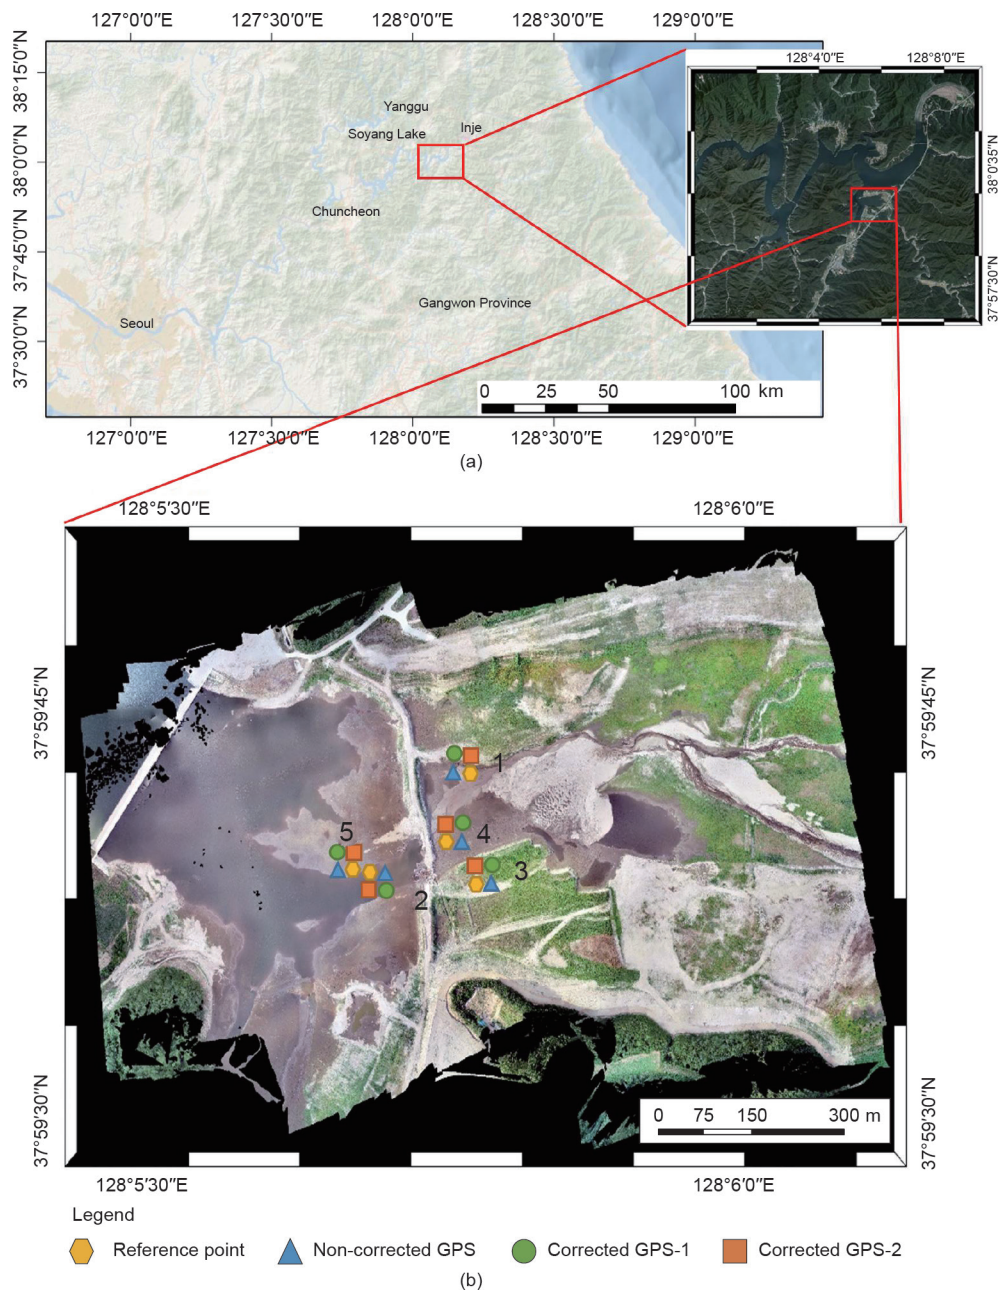 127°0′0″E 127°30′0″E 128°0′0″E 128°30′0″E 129°0′0″E
38°15′0″N
38°0′0″N
37°45′0″N
37°30′0″N
Yanggu
Soyang Lake
Inje
Chuncheon
Gangwon Province
Seoul
128°4′0″E 128°8′0″E
38°0′35″N
37°57′30″N
0 25 50 100 km
127°0′0″E 127°30′0″E 128°0′0″E 128°30′0″E 129°0′0″E
(a)
128°5′30″E 128°6′0″E
37°59′45″N
37°59′45″N
1
5
4
3
2
37°59′30″N
37°59′30″N
0 75 150 300 m
128°5′30″E 128°6′0″E
Legend
Reference point Non-corrected GPS Corrected GPS-1 Corrected GPS-2
(b)